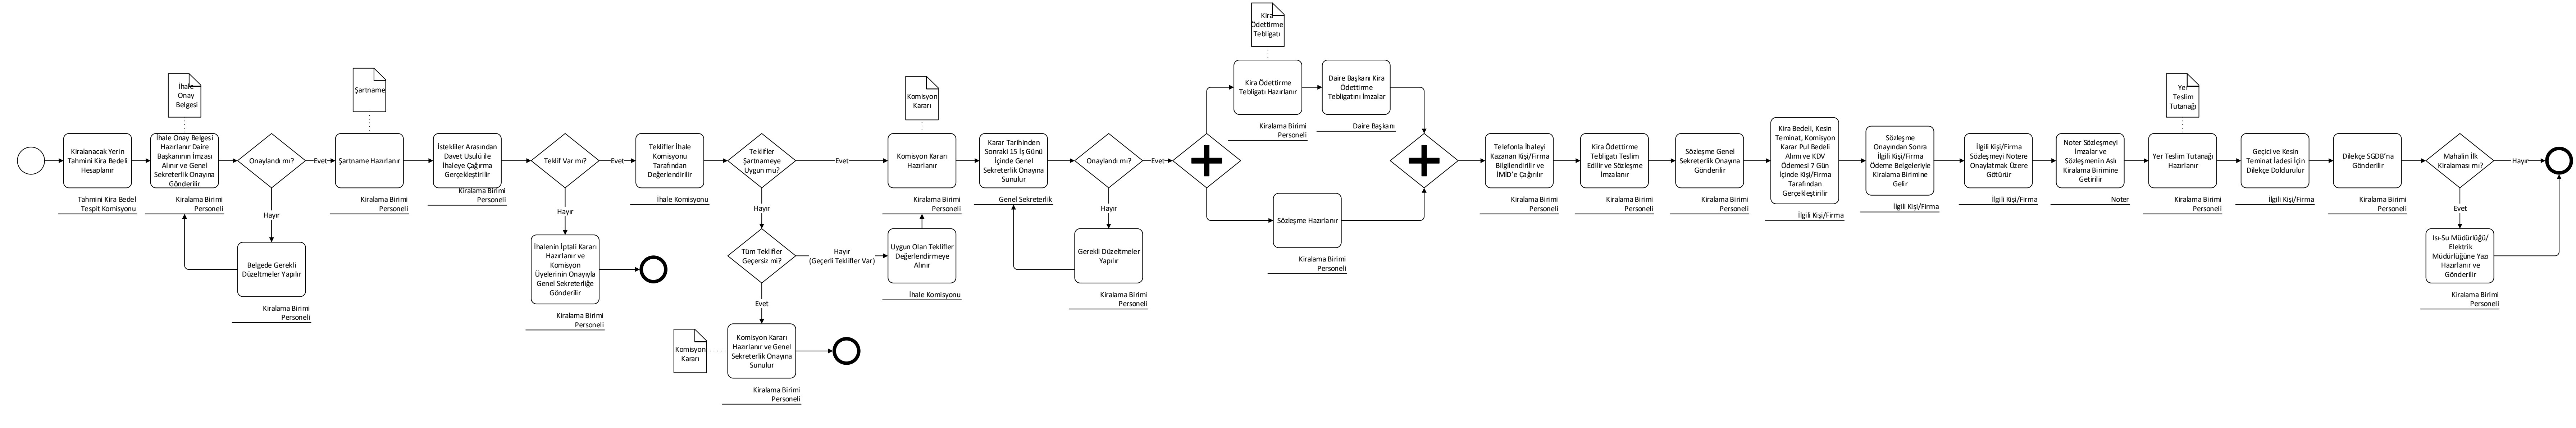 Kiralanacak Yerin
Tahmini Kira Bedeli
Hesaplanır
Tahmini Kira Bedel
Tespit Komisyonu
İhale
Onay
Belgesi
İhale Onay Belgesi
Hazırlanır Daire
Başkanının İmzası
Alınır ve Genel
Sekreterlik Onayına
Gönderilir
Kiralama Birimi
Personeli
Onaylandı mı?
Evet
Hayır
Belgede Gerekli
Düzeltmeler Yapılır
Kiralama Birimi
Personeli
Şartname
Şartname Hazırlanır
Kiralama Birimi
Personeli
İstekliler Arasından
Davet Usulü ile
İhaleye Çağırma
Gerçekleştirilir
Kiralama Birimi
Personeli
Teklif Var mı?
Evet
Hayır
İhalenin İptali Kararı
Hazırlanır ve
Komisyon
Üyelerinin Onayıyla
Genel Sekreterliğe
Gönderilir
Kiralama Birimi
Personeli
Teklifler İhale
Komisyonu
Tarafından
Değerlendirilir
İhale Komisyonu
Teklifler
Şartnameye
Uygun mu?
Evet
Hayır
Tüm Teklifler
Geçersiz mi?
Hayır
(Geçerli Teklifler Var)
Evet
Komisyon
Kararı
Komisyon Kararı
Hazırlanır ve Genel
Sekreterlik Onayına
Sunulur
Kiralama Birimi
Personeli
Uygun Olan Teklifler
Değerlendirmeye
Alınır
İhale Komisyonu
Komisyon
Kararı
Komisyon Kararı
Hazırlanır
Kiralama Birimi
Personeli
Karar Tarihinden
Sonraki 15 İş Günü
İçinde Genel
Sekreterlik Onayına
Sunulur
Genel Sekreterlik
Onaylandı mı?
Evet
Hayır
Gerekli Düzeltmeler
Yapılır
Kiralama Birimi
Personeli
Kira
Ödettirme
Tebligatı
Kira Ödettirme
Tebligatı Hazırlanır
Kiralama Birimi
Personeli
Daire Başkanı Kira
Ödettirme
Tebligatını İmzalar
Daire Başkanı
Sözleşme Hazırlanır
Kiralama Birimi
Personeli
Telefonla İhaleyi
Kazanan Kişi/Firma
Bilgilendirilir ve
İMİD'e Çağırılır
Kiralama Birimi
Personeli
Kira Ödettirme
Tebligatı Teslim
Edilir ve Sözleşme
İmzalanır
Kiralama Birimi
Personeli
Sözleşme Genel
Sekreterlik Onayına
Gönderilir
Kiralama Birimi
Personeli
Kira Bedeli, Kesin
Teminat, Komisyon
Karar Pul Bedeli
Alımı ve KDV
Ödemesi 7 Gün
İçinde Kişi/Firma
Tarafından
Gerçekleştirilir
İlgili Kişi/Firma
Sözleşme
Onayından Sonra
İlgili Kişi/Firma
Ödeme Belgeleriyle
Kiralama Birimine
Gelir
İlgili Kişi/Firma
İlgili Kişi/Firma
Sözleşmeyi Notere
Onaylatmak Üzere
Götürür
İlgili Kişi/Firma
Noter Sözleşmeyi
İmzalar ve
Sözleşmenin Aslı
Kiralama Birimine
Getirilir
Noter
Yer
Teslim
Tutanağı
Yer Teslim Tutanağı
Hazırlanır
Kiralama Birimi
Personeli
Geçici ve Kesin
Teminat İadesi İçin
Dilekçe Doldurulur
İlgili Kişi/Firma
Dilekçe SGDB'na
Gönderilir
Kiralama Birimi
Personeli
Mahalin İlk
Kiralaması mı?
Hayır
Evet
Isı-Su Müdürlüğü/
Elektrik
Müdürlüğüne Yazı
Hazırlanır ve
Gönderilir
Kiralama Birimi
Personeli